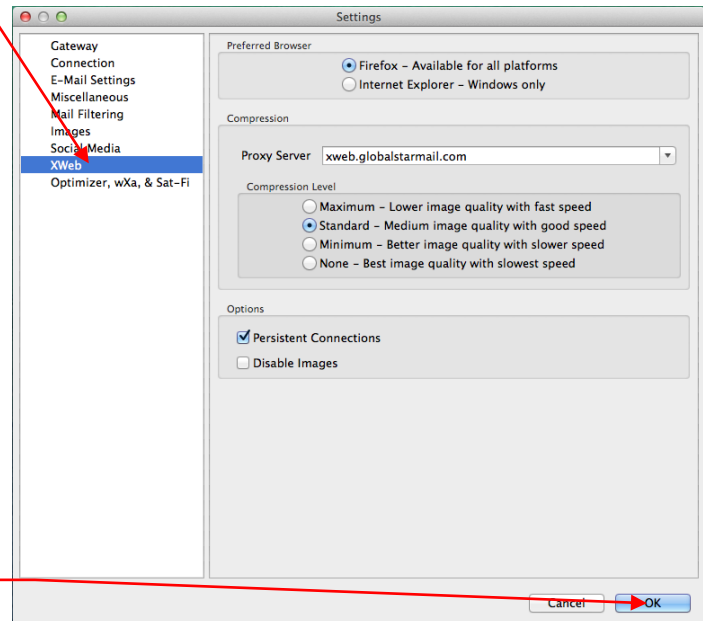 Settings
Gateway
Connection
E-Mail Settings
Miscellaneous
Mail Filtering
Images
Social Media
XWeb
Optimizer, wXa, & Sat-Fi
Preferred Browser
Firefox – Available for all platforms
Internet Explorer – Windows only
Compression
Proxy Server xweb.globalstarmail.com
Compression Level
Maximum – Lower image quality with fast speed
Standard – Medium image quality with good speed
Minimum – Better image quality with slower speed
None – Best image quality with slowest speed
Options
Persistent Connections
Disable Images
Cancel OK